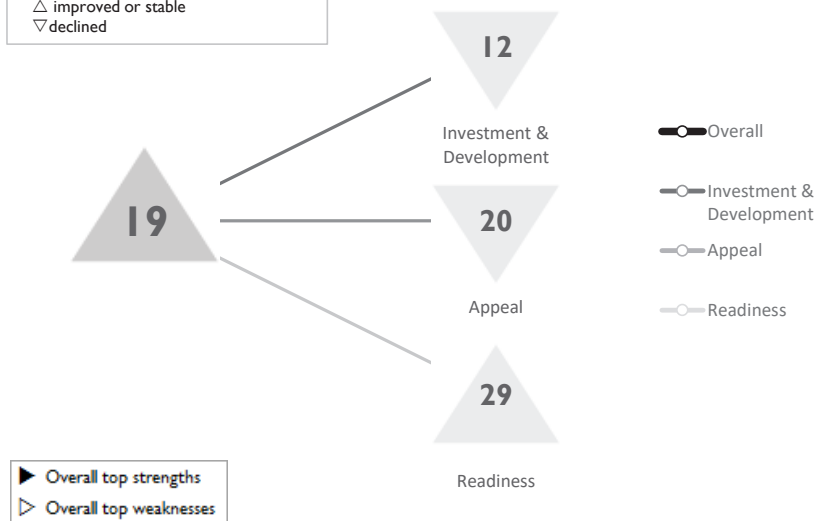 △ improved or stable
▽declined
12
Investment &
Development
Overall
19
Investment &
Development
20
Appeal
Appeal
Readiness
29
Readiness
▶ Overall top strengths
▷ Overall top weaknesses